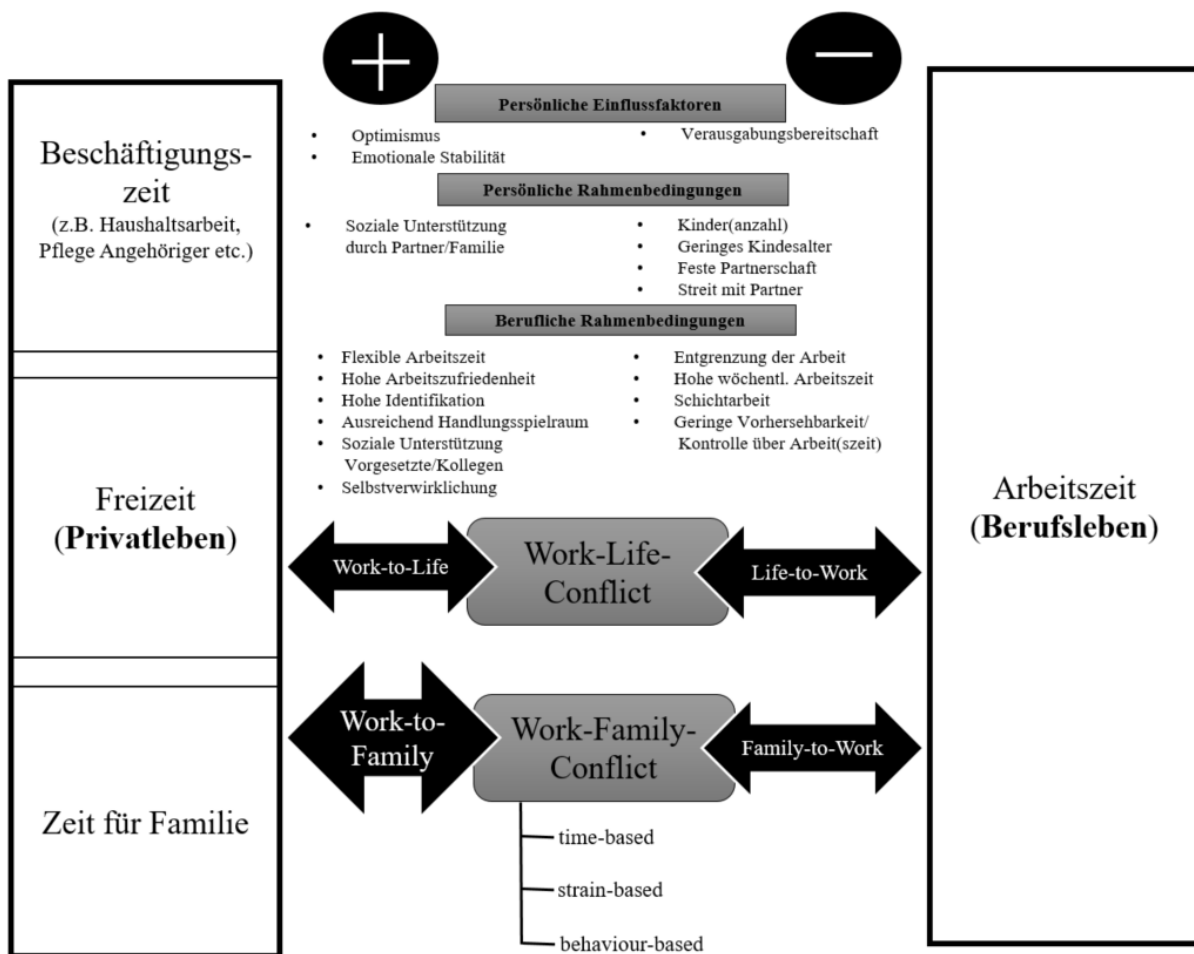 Beschäftigungs-
zeit
(z.B. Haushaltsarbeit,
Pflege Angehöriger etc.)
Freizeit
(Privatleben)
Zeit für Familie
+
−
Persönliche Einflussfaktoren
• Optimismus
• Emotionale Stabilität
• Verausgabungsbereitschaft
Persönliche Rahmenbedingungen
• Soziale Unterstützung
durch Partner/Familie
• Kinder(anzahl)
• Geringes Kindesalter
• Feste Partnerschaft
• Streit mit Partner
Berufliche Rahmenbedingungen
• Flexible Arbeitszeit
• Hohe Arbeitszufriedenheit
• Hohe Identifikation
• Ausreichend Handlungsspielraum
• Soziale Unterstützung
Vorgesetzte/Kollegen
• Selbstverwirklichung
• Entgrenzung der Arbeit
• Hohe wöchentl. Arbeitszeit
• Schichtarbeit
• Geringe Vorhersehbarkeit/
Kontrolle über Arbeit(szeit)
Work-to-Life
Work-Life-
Conflict
Life-to-Work
Work-to-
Family
Work-Family-
Conflict
Family-to-Work
time-based
strain-based
behaviour-based
Arbeitszeit
(Berufsleben)